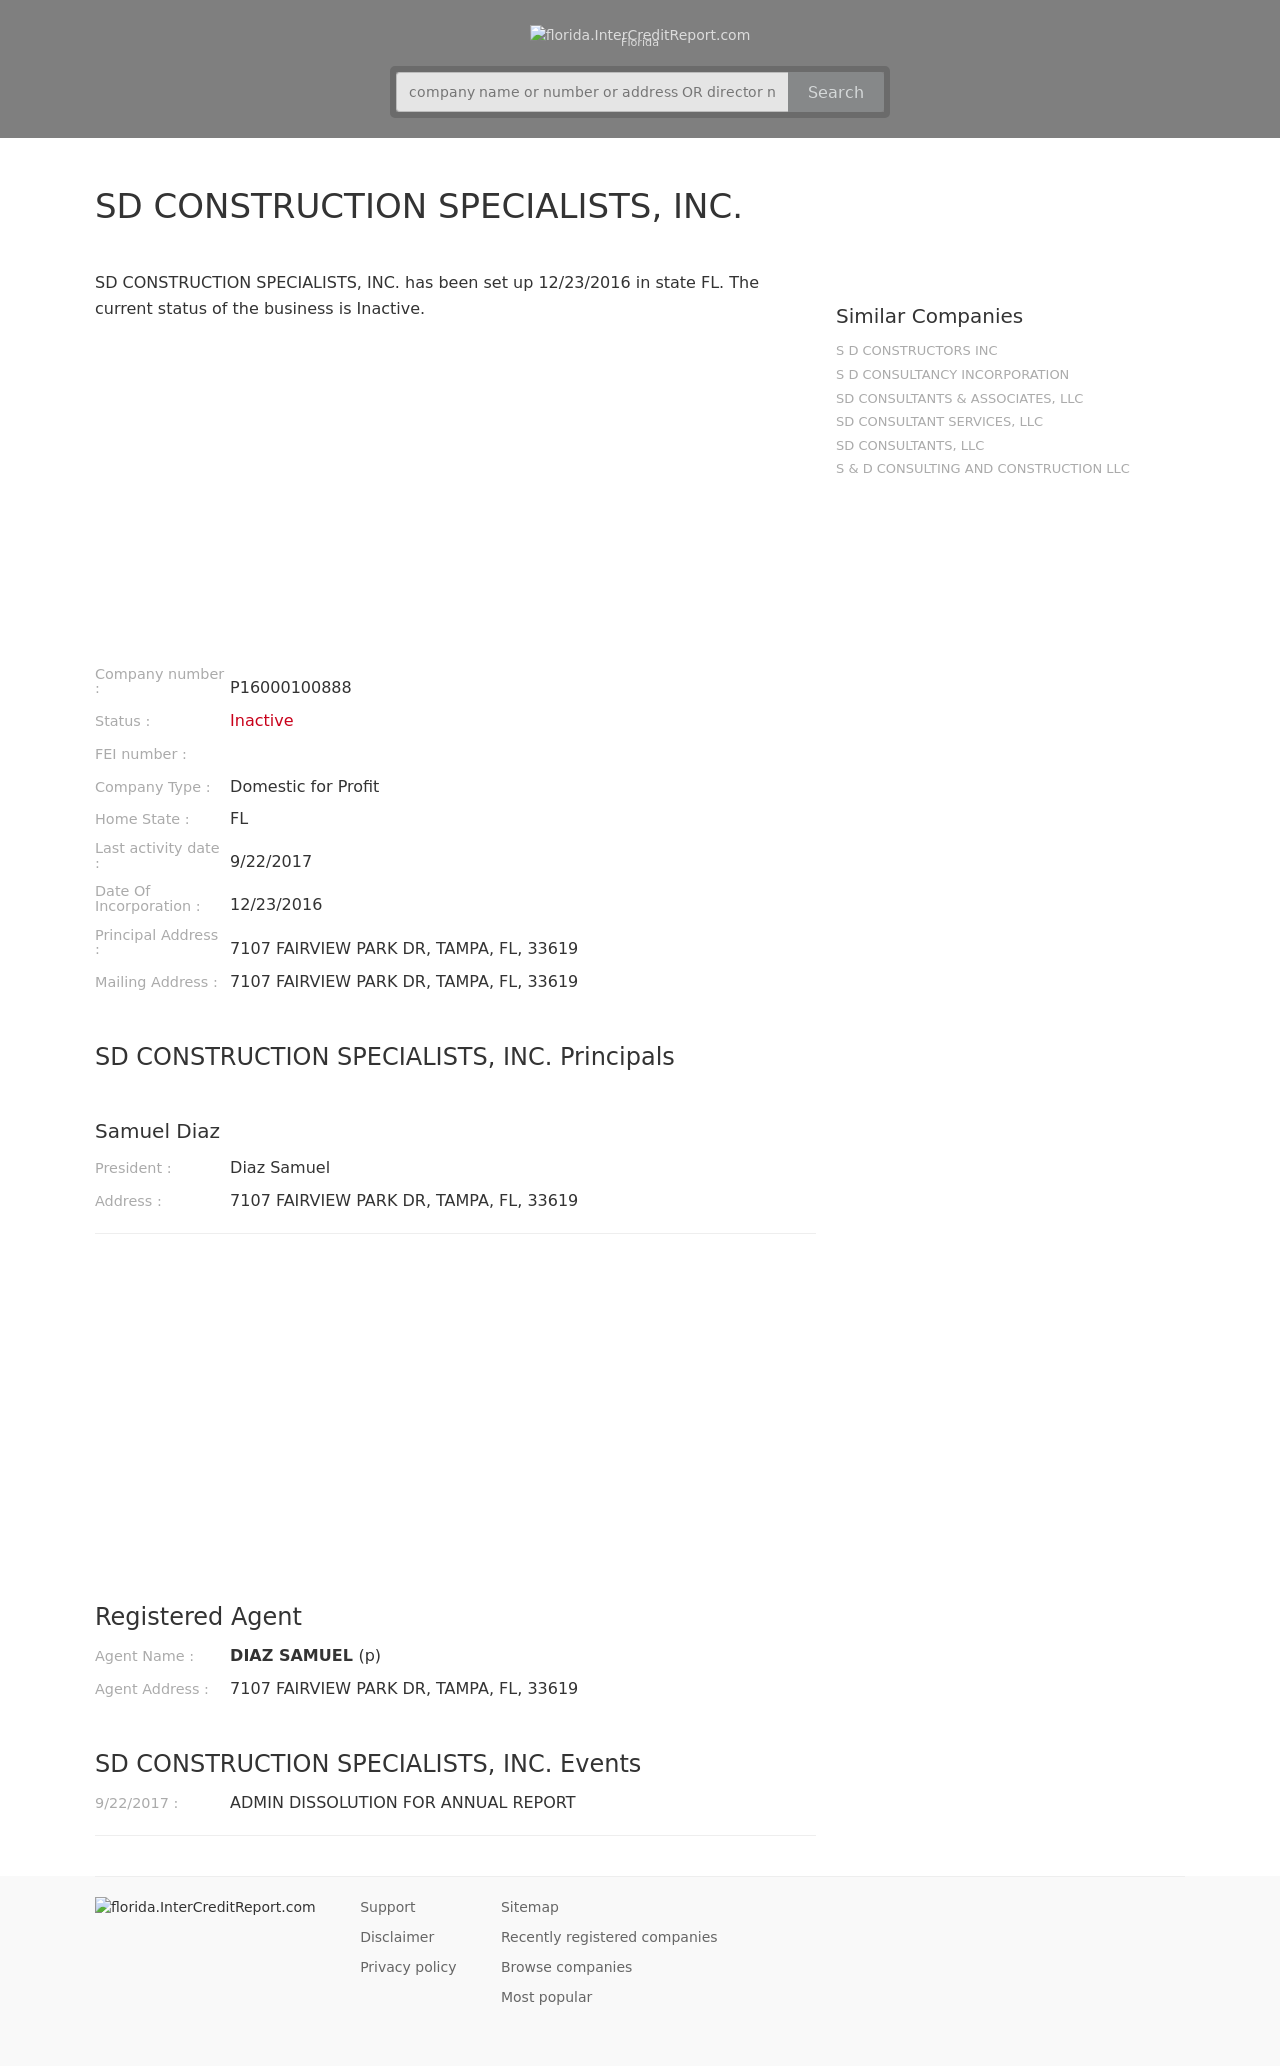 florida.InterCreditReport.com
Florida
company name or number or address OR director n
Search
SD CONSTRUCTION SPECIALISTS, INC.
SD CONSTRUCTION SPECIALISTS, INC. has been set up 12/23/2016 in state FL. The
current status of the business is Inactive.
Similar Companies
S D CONSTRUCTORS INC
S D CONSULTANCY INCORPORATION
SD CONSULTANTS & ASSOCIATES, LLC
SD CONSULTANT SERVICES, LLC
SD CONSULTANTS, LLC
S & D CONSULTING AND CONSTRUCTION LLC
Company number
: P16000100888
Status : Inactive
FEI number :
Company Type : Domestic for Profit
Home State : FL
Last activity date
: 9/22/2017
Date Of
Incorporation : 12/23/2016
Principal Address
: 7107 FAIRVIEW PARK DR, TAMPA, FL, 33619
Mailing Address : 7107 FAIRVIEW PARK DR, TAMPA, FL, 33619
SD CONSTRUCTION SPECIALISTS, INC. Principals
Samuel Diaz
President : Diaz Samuel
Address : 7107 FAIRVIEW PARK DR, TAMPA, FL, 33619
Registered Agent
Agent Name : DIAZ SAMUEL (p)
Agent Address : 7107 FAIRVIEW PARK DR, TAMPA, FL, 33619
SD CONSTRUCTION SPECIALISTS, INC. Events
9/22/2017 : ADMIN DISSOLUTION FOR ANNUAL REPORT
florida.InterCreditReport.com
Support
Disclaimer
Privacy policy
Sitemap
Recently registered companies
Browse companies
Most popular